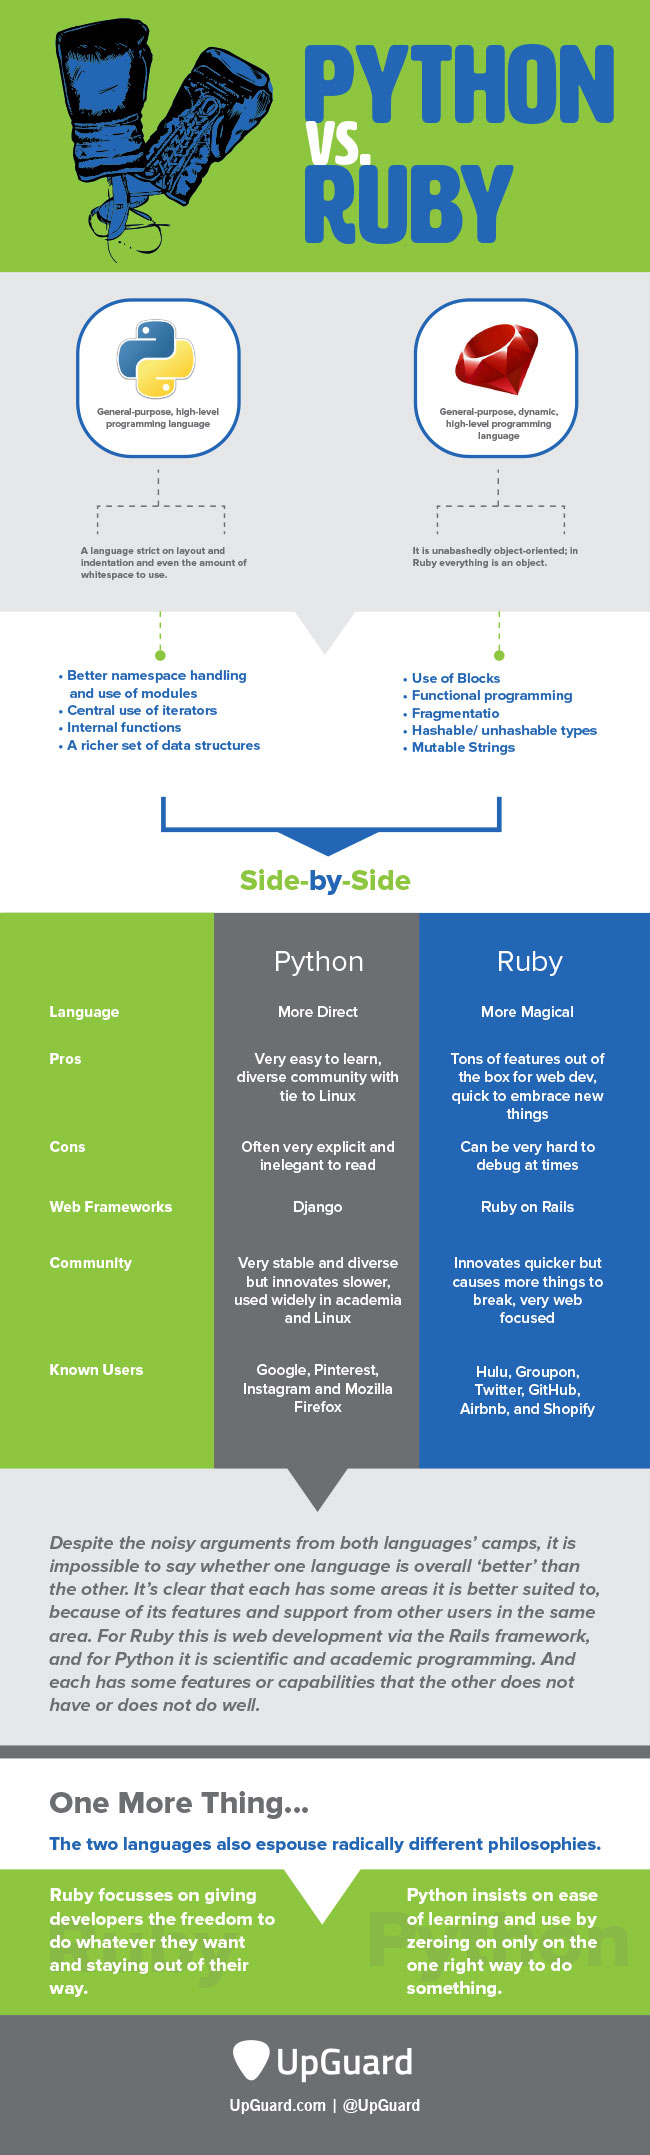 PYTHON
VS.
RUBY
General-purpose, high-level
programming language
General-purpose, dynamic,
high-level programming
language
A language strict on layout and
indentation and even the amount of
whitespace to use.
It is unabashedly object-oriented; in
Ruby everything is an object.
• Better namespace handling
and use of modules
• Central use of iterators
• Internal functions
• A richer set of data structures
• Use of Blocks
• Functional programming
• Fragmentatio
• Hashable/ unhashable types
• Mutable Strings
Side-by-Side
Python
Ruby
Language
More Direct
More Magical
Pros
Very easy to learn,
diverse community with
tie to Linux
Tons of features out of
the box for web dev,
quick to embrace new
things
Cons
Often very explicit and
inelegant to read
Can be very hard to
debug at times
Web Frameworks
Django
Ruby on Rails
Community
Very stable and diverse
but innovates slower,
used widely in academia
and Linux
Innovates quicker but
causes more things to
break, very web
focused
Known Users
Google, Pinterest,
Instagram and Mozilla
Firefox
Hulu, Groupon,
Twitter, GitHub,
Airbnb, and Shopify
Despite the noisy arguments from both languages’ camps, it is
impossible to say whether one language is overall ‘better’ than
the other. It’s clear that each has some areas it is better suited to,
because of its features and support from other users in the same
area. For Ruby this is web development via the Rails framework,
and for Python it is scientific and academic programming. And
each has some features or capabilities that the other does not
have or does not do well.
One More Thing...
The two languages also espouse radically different philosophies.
Ruby
Ruby focusses on giving
developers the freedom to
do whatever they want
and staying out of their
way.
Python
Python insists on ease
of learning and use by
zeroing on only on the
one right way to do
something.
UpGuard
UpGuard.com | @UpGuard